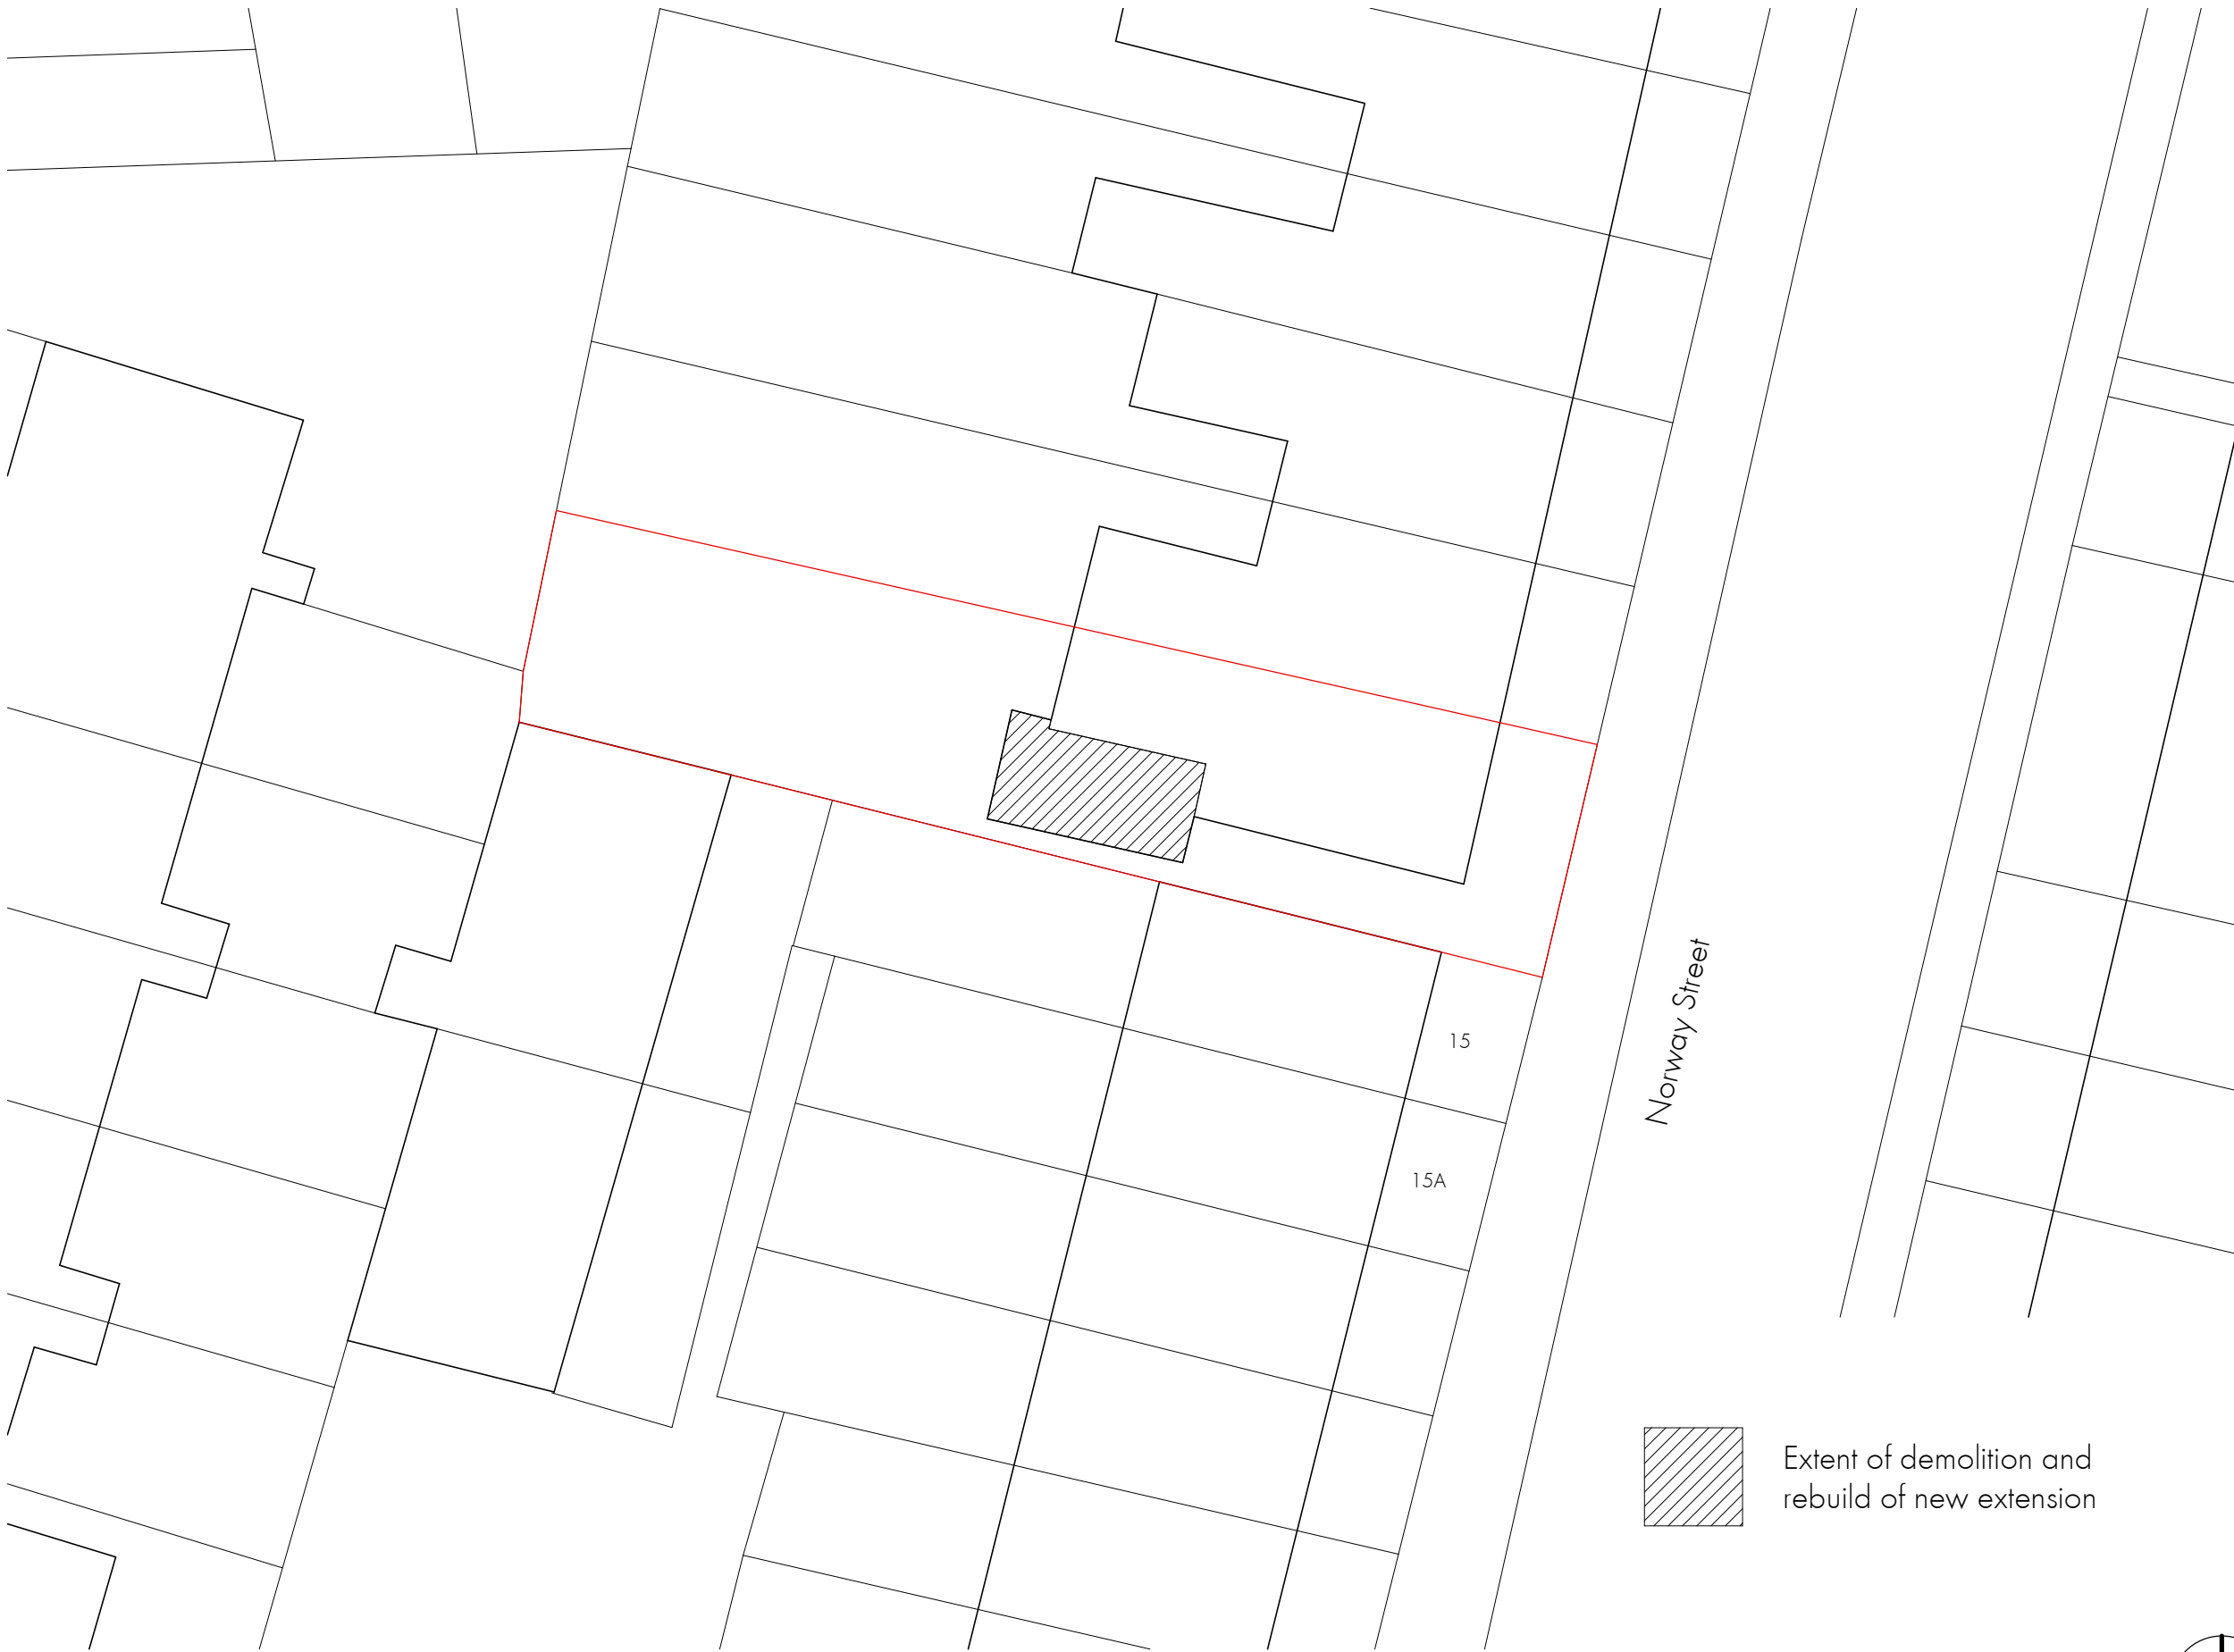 Norway Street
15
15A
Extent of demolition and
rebuild of new extension